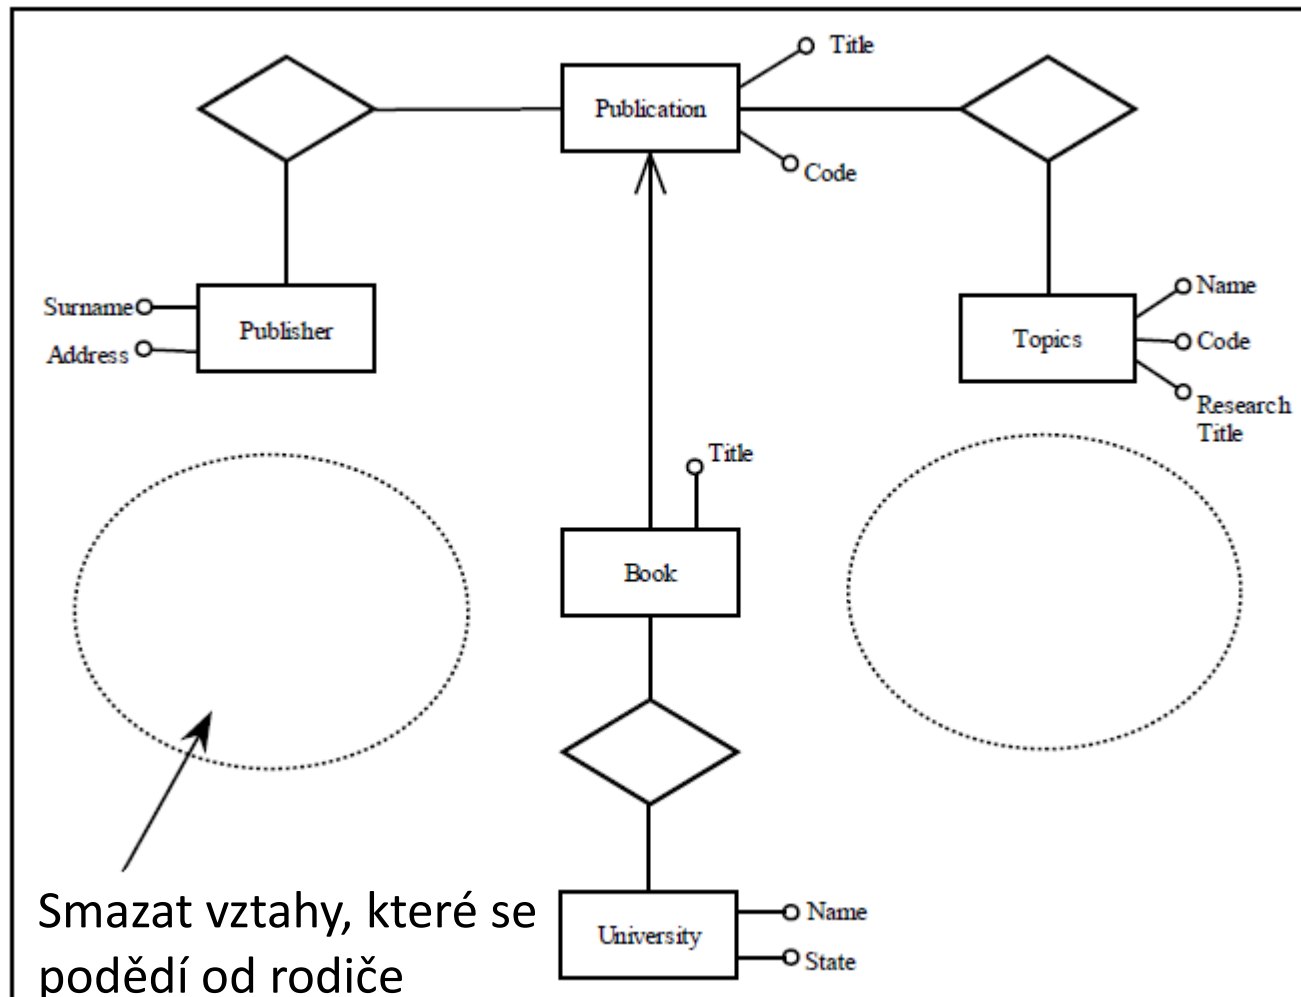 Title
Publication
Code
Surname
Address
Publisher
Name
Topics
Code
Research
Title
Title
Book
Smazat vztahy, které se
podědí od rodiče
University
Name
State